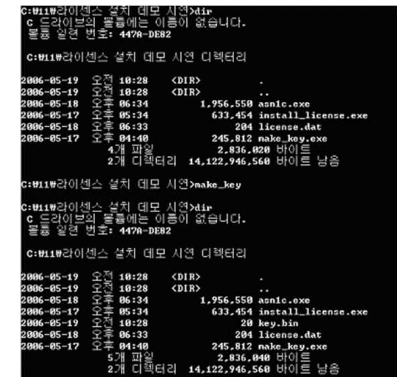 C:₩11₩라이센스 설치 데모 시연>dir
C 드라이브의 볼륨에는 이름이 없습니다.
볼륨 일련 번호: 447A-DE82
C:₩11₩라이센스 설치 데모 시연 디렉터리
2006-05-19 오전 10:28 <DIR> .
2006-05-19 오전 10:28 <DIR> ..
2006-05-18 오후 06:34 1,956,550 asn1c.exe
2006-05-17 오후 05:34 633,454 install_license.exe
2006-05-18 오후 06:33 204 license.dat
2006-05-17 오후 04:40 245,812 make_key.exe
4개 파일 2,836,020 바이트
2개 디렉터리 14,122,946,560 바이트 남음
C:₩11₩라이센스 설치 데모 시연>make_key
C:₩11₩라이센스 설치 데모 시연>dir
C 드라이브의 볼륨에는 이름이 없습니다.
볼륨 일련 번호: 447A-DE82
C:₩11₩라이센스 설치 데모 시연 디렉터리
2006-05-19 오전 10:28 <DIR> .
2006-05-19 오전 10:28 <DIR> ..
2006-05-18 오후 06:34 1,956,550 asn1c.exe
2006-05-17 오후 05:34 633,454 install_license.exe
2006-05-19 오전 10:28 20 key.bin
2006-05-18 오후 06:33 204 license.dat
2006-05-17 오후 04:40 245,812 make_key.exe
5개 파일 2,836,040 바이트
2개 디렉터리 14,122,946,560 바이트 남음